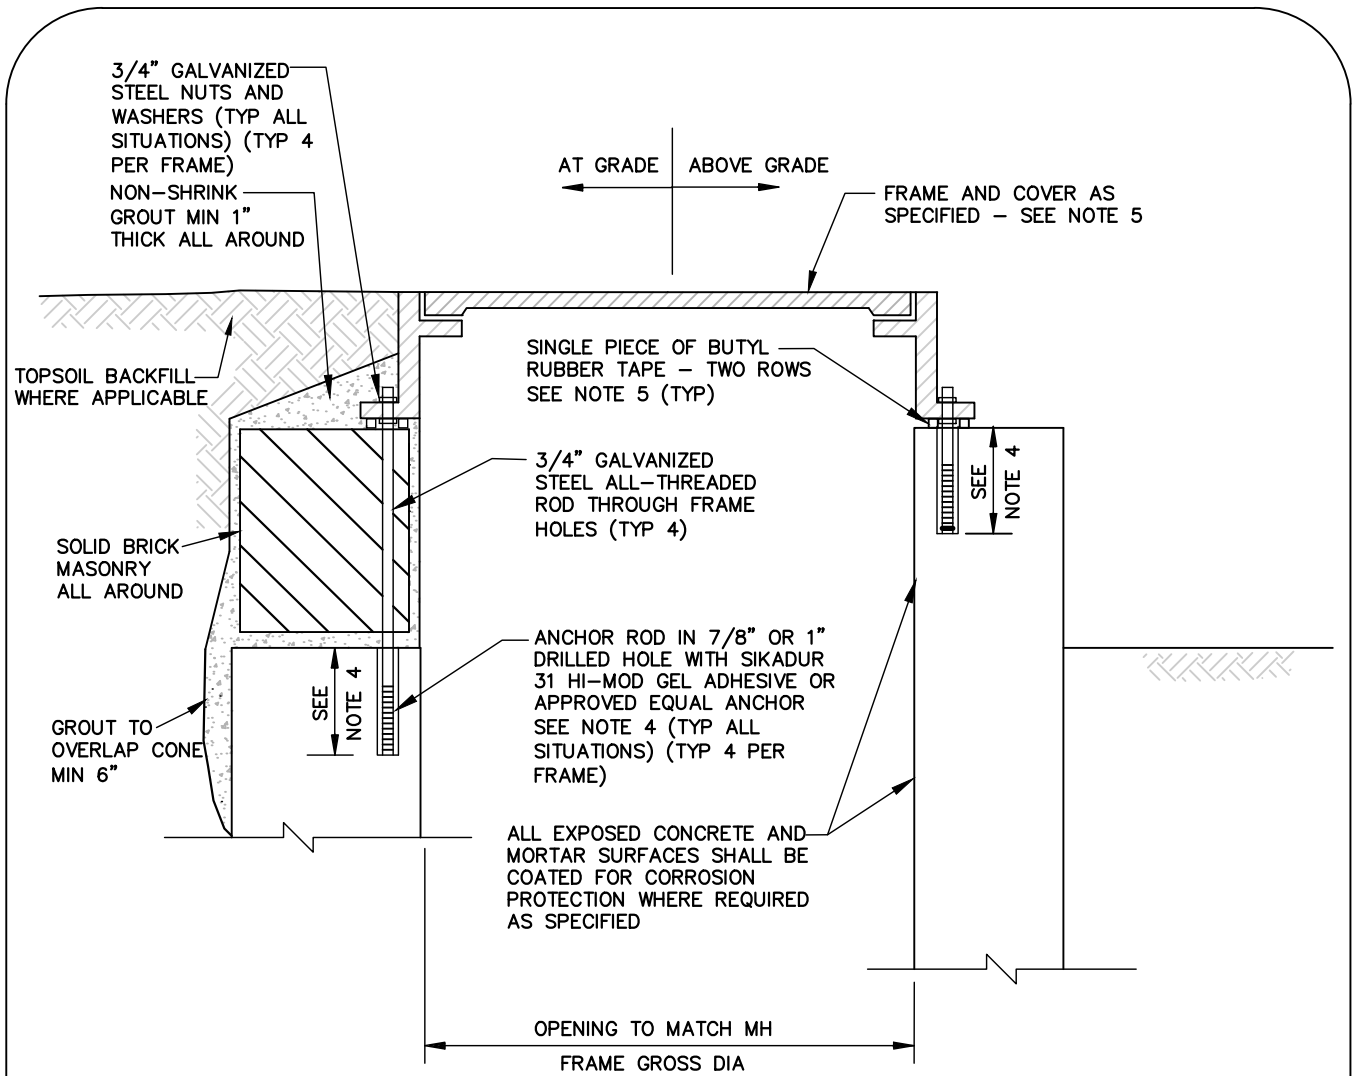 3/4" GALVANIZED
STEEL NUTS AND
WASHERS (TYP ALL
SITUATIONS) (TYP 4
PER FRAME)
NON-SHRINK
GROUT MIN 1"
THICK ALL AROUND
AT GRADE
ABOVE GRADE
FRAME AND COVER AS
SPECIFIED - SEE NOTE 5
TOPSOIL BACKFILL
WHERE APPLICABLE
SINGLE PIECE OF BUTYL
RUBBER TAPE - TWO ROWS
SEE NOTE 5 (TYP)
3/4" GALVANIZED
STEEL ALL-THREADED
ROD THROUGH FRAME
HOLES (TYP 4)
SEE
NOTE 4
SOLID BRICK
MASONRY
ALL AROUND
ANCHOR ROD IN 7/8" OR 1"
DRILLED HOLE WITH SIKADUR
31 HI-MOD GEL ADHESIVE OR
APPROVED EQUAL ANCHOR
SEE NOTE 4 (TYP ALL
SITUATIONS) (TYP 4 PER
FRAME)
SEE
NOTE 4
GROUT TO
OVERLAP CONE
MIN 6"
ALL EXPOSED CONCRETE AND
MORTAR SURFACES SHALL BE
COATED FOR CORROSION
PROTECTION WHERE REQUIRED
AS SPECIFIED
OPENING TO MATCH MH
FRAME GROSS DIA